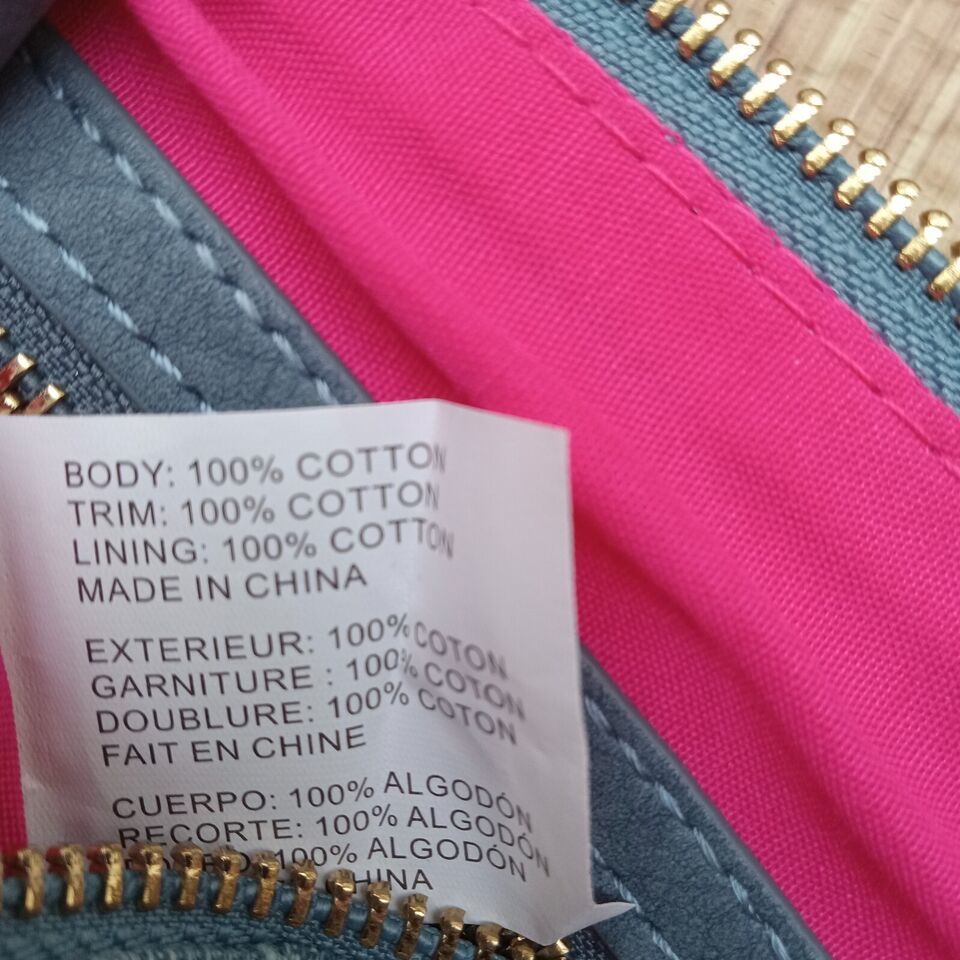 BODY: 100% COTTON
TRIM: 100% COTTON
LINING: 100% COTTON
MADE IN CHINA
EXTERIEUR: 100% COTON
GARNITURE : 100% COTON
DOUBLURE: 100% COTON
FAIT EN CHINE
CUERPO: 100% ALGODÓN
RECORTE: 100% ALGODÓN
100% ALGODÓN
CHINA